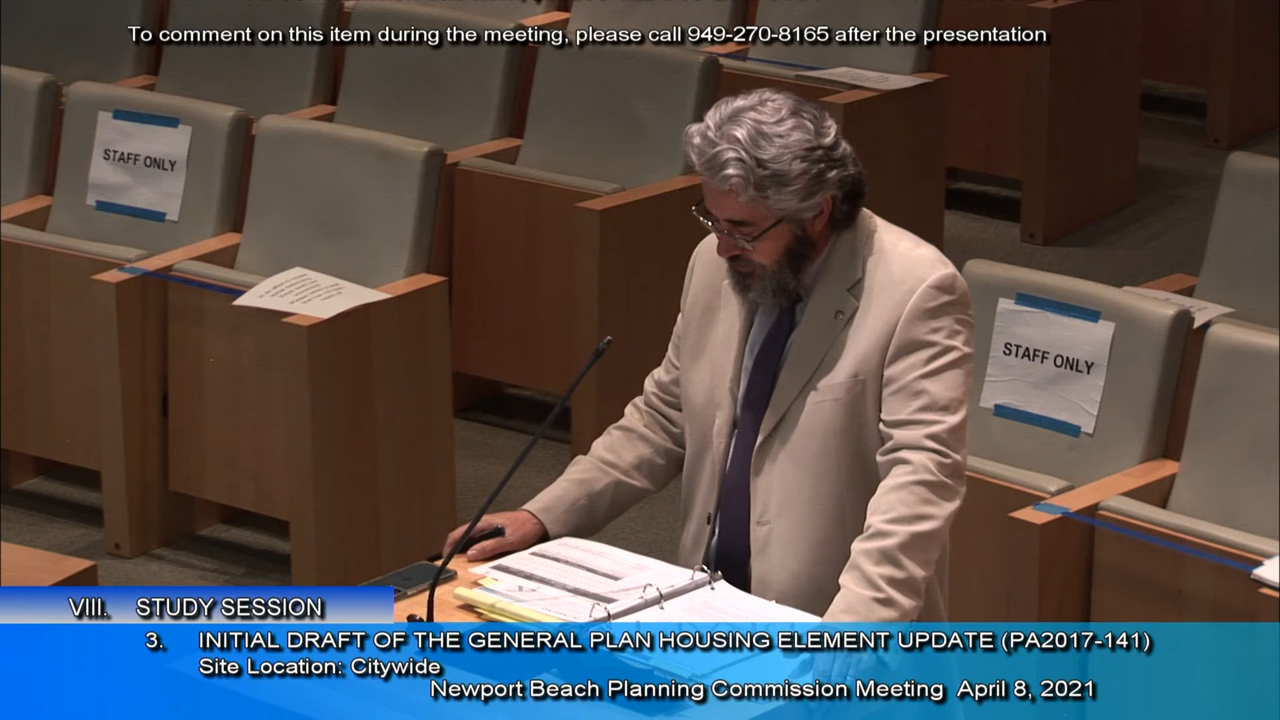 To comment on this item during the meeting, please call 949-270-8165 after the presentation
STAFF ONLY
STAFF ONLY
VIII. STUDY SESSION
3. INITIAL DRAFT OF THE GENERAL PLAN HOUSING ELEMENT UPDATE (PA2017-141)
Site Location: Citywide
Newport Beach Planning Commission Meeting April 8, 2021